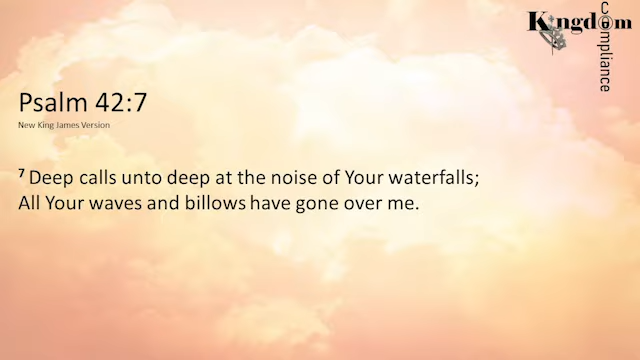 Kingdom
Compliance
Psalm 42:7
New King James Version
7 Deep calls unto deep at the noise of Your waterfalls;
All Your waves and billows have gone over me.